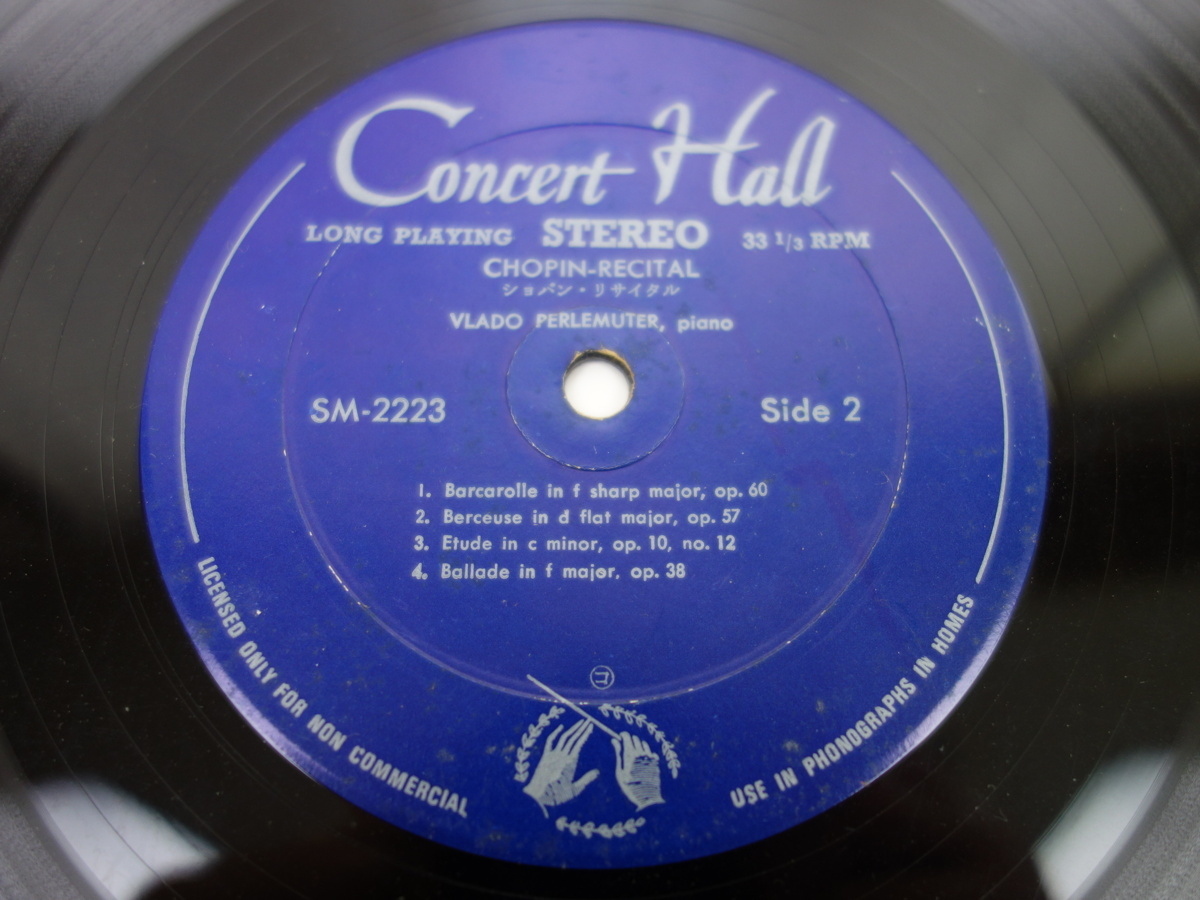 Concert Hall
LONG PLAYING STEREO 33 1/3 RPM
CHOPIN-RECITAL
ショパン・リサイタル
VLADO PERLEMUTER, piano
SM-2223 Side 2
1. Barcarolle in f sharp major, op. 60
2. Berceuse in d flat major, op. 57
3. Etude in c minor, op. 10, no. 12
4. Ballade in f major, op. 38
コ
LICENSED ONLY FOR NON COMMERCIAL
USE IN PHONOGRAPHS IN HOMES